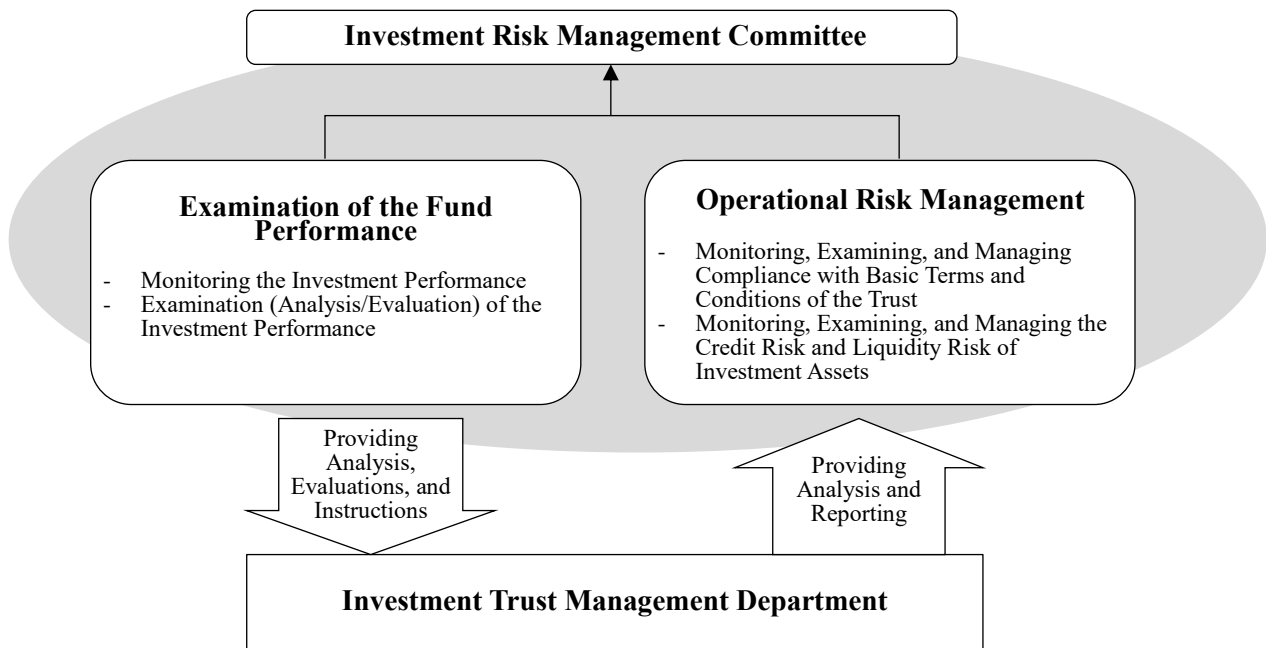 Investment Risk Management Committee
Examination of the Fund
Performance
- Monitoring the Investment Performance
- Examination (Analysis/Evaluation) of the
Investment Performance
Operational Risk Management
- Monitoring, Examining, and Managing
Compliance with Basic Terms and
Conditions of the Trust
- Monitoring, Examining, and Managing the
Credit Risk and Liquidity Risk of
Investment Assets
Providing
Analysis,
Evaluations, and
Instructions
Providing
Analysis and
Reporting
Investment Trust Management Department